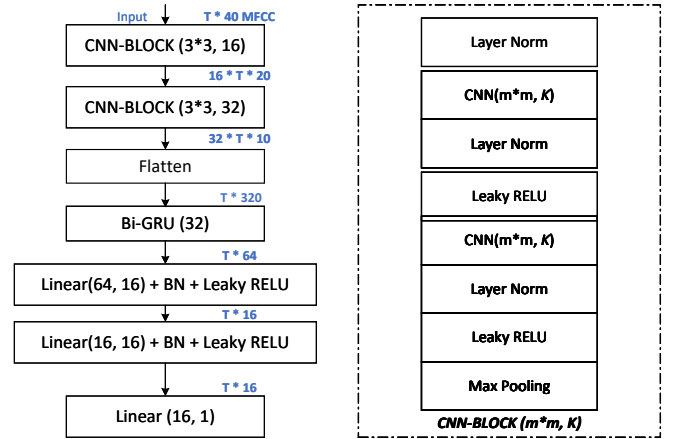 Input
T * 40 MFCC
CNN-BLOCK (3*3, 16)
16 * T * 20
CNN-BLOCK (3*3, 32)
32 * T * 10
Flatten
T * 320
Bi-GRU (32)
T * 64
Linear(64, 16) + BN + Leaky RELU
T * 16
Linear(16, 16) + BN + Leaky RELU
T * 16
Linear (16, 1)
Layer Norm
CNN(m*m, K)
Layer Norm
Leaky RELU
CNN(m*m, K)
Layer Norm
Leaky RELU
Max Pooling
CNN-BLOCK (m*m, K)